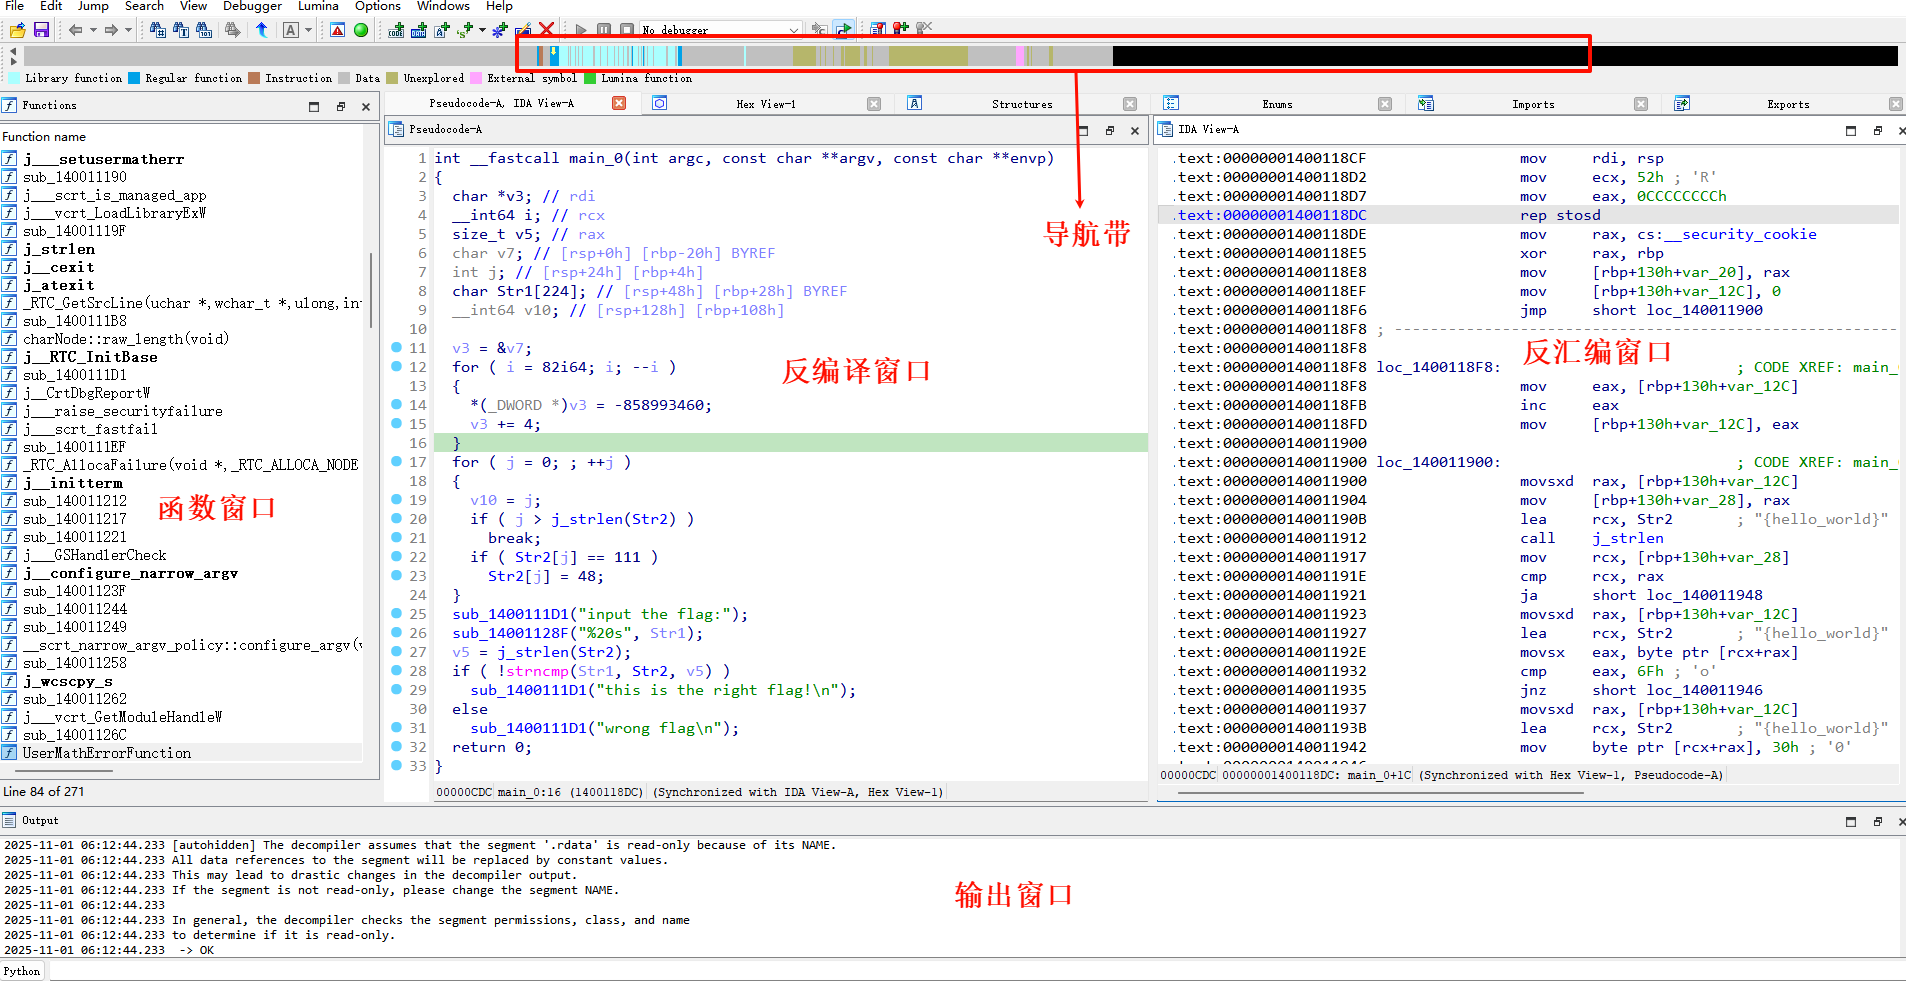 File Edit Jump Search View Debugger Lumina Options Windows Help
No debugger
Library function Regular function Instruction Data Unexplored External symbol Lumina function
Functions
Function name
j___setusermatherr
sub_140011190
j___scrt_is_managed_app
j___vcrt_LoadLibraryExW
sub_14001119F
j_strlen
j__cexit
j_atexit
_RTC_GetSrcLine(uchar *,wchar_t *,ulong,in
sub_1400111B8
charNode::raw_length(void)
j__RTC_InitBase
sub_1400111D1
j__CrtDbgReportW
j___raise_securityfailure
j___scrt_fastfail
sub_1400111EF
_RTC_AllocaFailure(void *,_RTC_ALLOCA_NODE
j__initterm
sub_140011212
sub_140011217
sub_140011221
j___GSHandlerCheck
j__configure_narrow_argv
sub_14001123F
sub_140011244
sub_140011249
__scrt_narrow_argv_policy::configure_argv(v
sub_140011258
j_wcscpy_s
sub_140011262
j___vcrt_GetModuleHandleW
sub_14001126C
UserMathErrorFunction
Line 84 of 271
函数窗口
Pseudocode-A, IDA View-A Hex View-1 Structures Enums Imports Exports
Pseudocode-A
1 int __fastcall main_0(int argc, const char **argv, const char **envp)
2 {
3 char *v3; // rdi
4 __int64 i; // rcx
5 size_t v5; // rax
6 char v7; // [rsp+0h] [rbp-20h] BYREF
7 int j; // [rsp+24h] [rbp+4h]
8 char Str1[224]; // [rsp+48h] [rbp+28h] BYREF
9 __int64 v10; // [rsp+128h] [rbp+108h]
10
11 v3 = &v7;
12 for ( i = 82i64; i; --i )
13 {
14 *(_DWORD *)v3 = -858993460;
15 v3 += 4;
16 }
17 for ( j = 0; ; ++j )
18 {
19 v10 = j;
20 if ( j > j_strlen(Str2) )
21 break;
22 if ( Str2[j] == 111 )
23 Str2[j] = 48;
24 }
25 sub_1400111D1("input the flag:");
26 sub_14001128F("%20s", Str1);
27 v5 = j_strlen(Str2);
28 if ( !strncmp(Str1, Str2, v5) )
29 sub_1400111D1("this is the right flag!\n");
30 else
31 sub_1400111D1("wrong flag\n");
32 return 0;
33 }
00000CDC main_0:16 (1400118DC) (Synchronized with IDA View-A, Hex View-1)
反编译窗口
导航带
IDA View-A
.text:00000001400118CF mov rdi, rsp
.text:00000001400118D2 mov ecx, 52h ; 'R'
.text:00000001400118D7 mov eax, 0CCCCCCCCh
.text:00000001400118DC rep stosd
.text:00000001400118DE mov rax, cs:__security_cookie
.text:00000001400118E5 xor rax, rbp
.text:00000001400118E8 mov [rbp+130h+var_20], rax
.text:00000001400118EF mov [rbp+130h+var_12C], 0
.text:00000001400118F6 jmp short loc_140011900
.text:00000001400118F8 ; --------------------------------------------------------
.text:00000001400118F8
.text:00000001400118F8 loc_1400118F8: ; CODE XREF: main_
.text:00000001400118F8 mov eax, [rbp+130h+var_12C]
.text:00000001400118FB inc eax
.text:00000001400118FD mov [rbp+130h+var_12C], eax
.text:0000000140011900
.text:0000000140011900 loc_140011900: ; CODE XREF: main_
.text:0000000140011900 movsxd rax, [rbp+130h+var_12C]
.text:0000000140011904 mov [rbp+130h+var_28], rax
.text:000000014001190B lea rcx, Str2 ; "{hello_world}"
.text:0000000140011912 call j_strlen
.text:0000000140011917 mov rcx, [rbp+130h+var_28]
.text:000000014001191E cmp rcx, rax
.text:0000000140011921 ja short loc_140011948
.text:0000000140011923 movsxd rax, [rbp+130h+var_12C]
.text:0000000140011927 lea rcx, Str2 ; "{hello_world}"
.text:000000014001192E movsx eax, byte ptr [rcx+rax]
.text:0000000140011932 cmp eax, 6Fh ; 'o'
.text:0000000140011935 jnz short loc_140011946
.text:0000000140011937 movsxd rax, [rbp+130h+var_12C]
.text:000000014001193B lea rcx, Str2 ; "{hello_world}"
.text:0000000140011942 mov byte ptr [rcx+rax], 30h ; '0'
00000CDC 00000001400118DC: main_0+1C (Synchronized with Hex View-1, Pseudocode-A)
反汇编窗口
Output
2025-11-01 06:12:44.233 [autohidden] The decompiler assumes that the segment '.rdata' is read-only because of its NAME.
2025-11-01 06:12:44.233 All data references to the segment will be replaced by constant values.
2025-11-01 06:12:44.233 This may lead to drastic changes in the decompiler output.
2025-11-01 06:12:44.233 If the segment is not read-only, please change the segment NAME.
2025-11-01 06:12:44.233
2025-11-01 06:12:44.233 In general, the decompiler checks the segment permissions, class, and name
2025-11-01 06:12:44.233 to determine if it is read-only.
2025-11-01 06:12:44.233 -> OK
输出窗口
Python